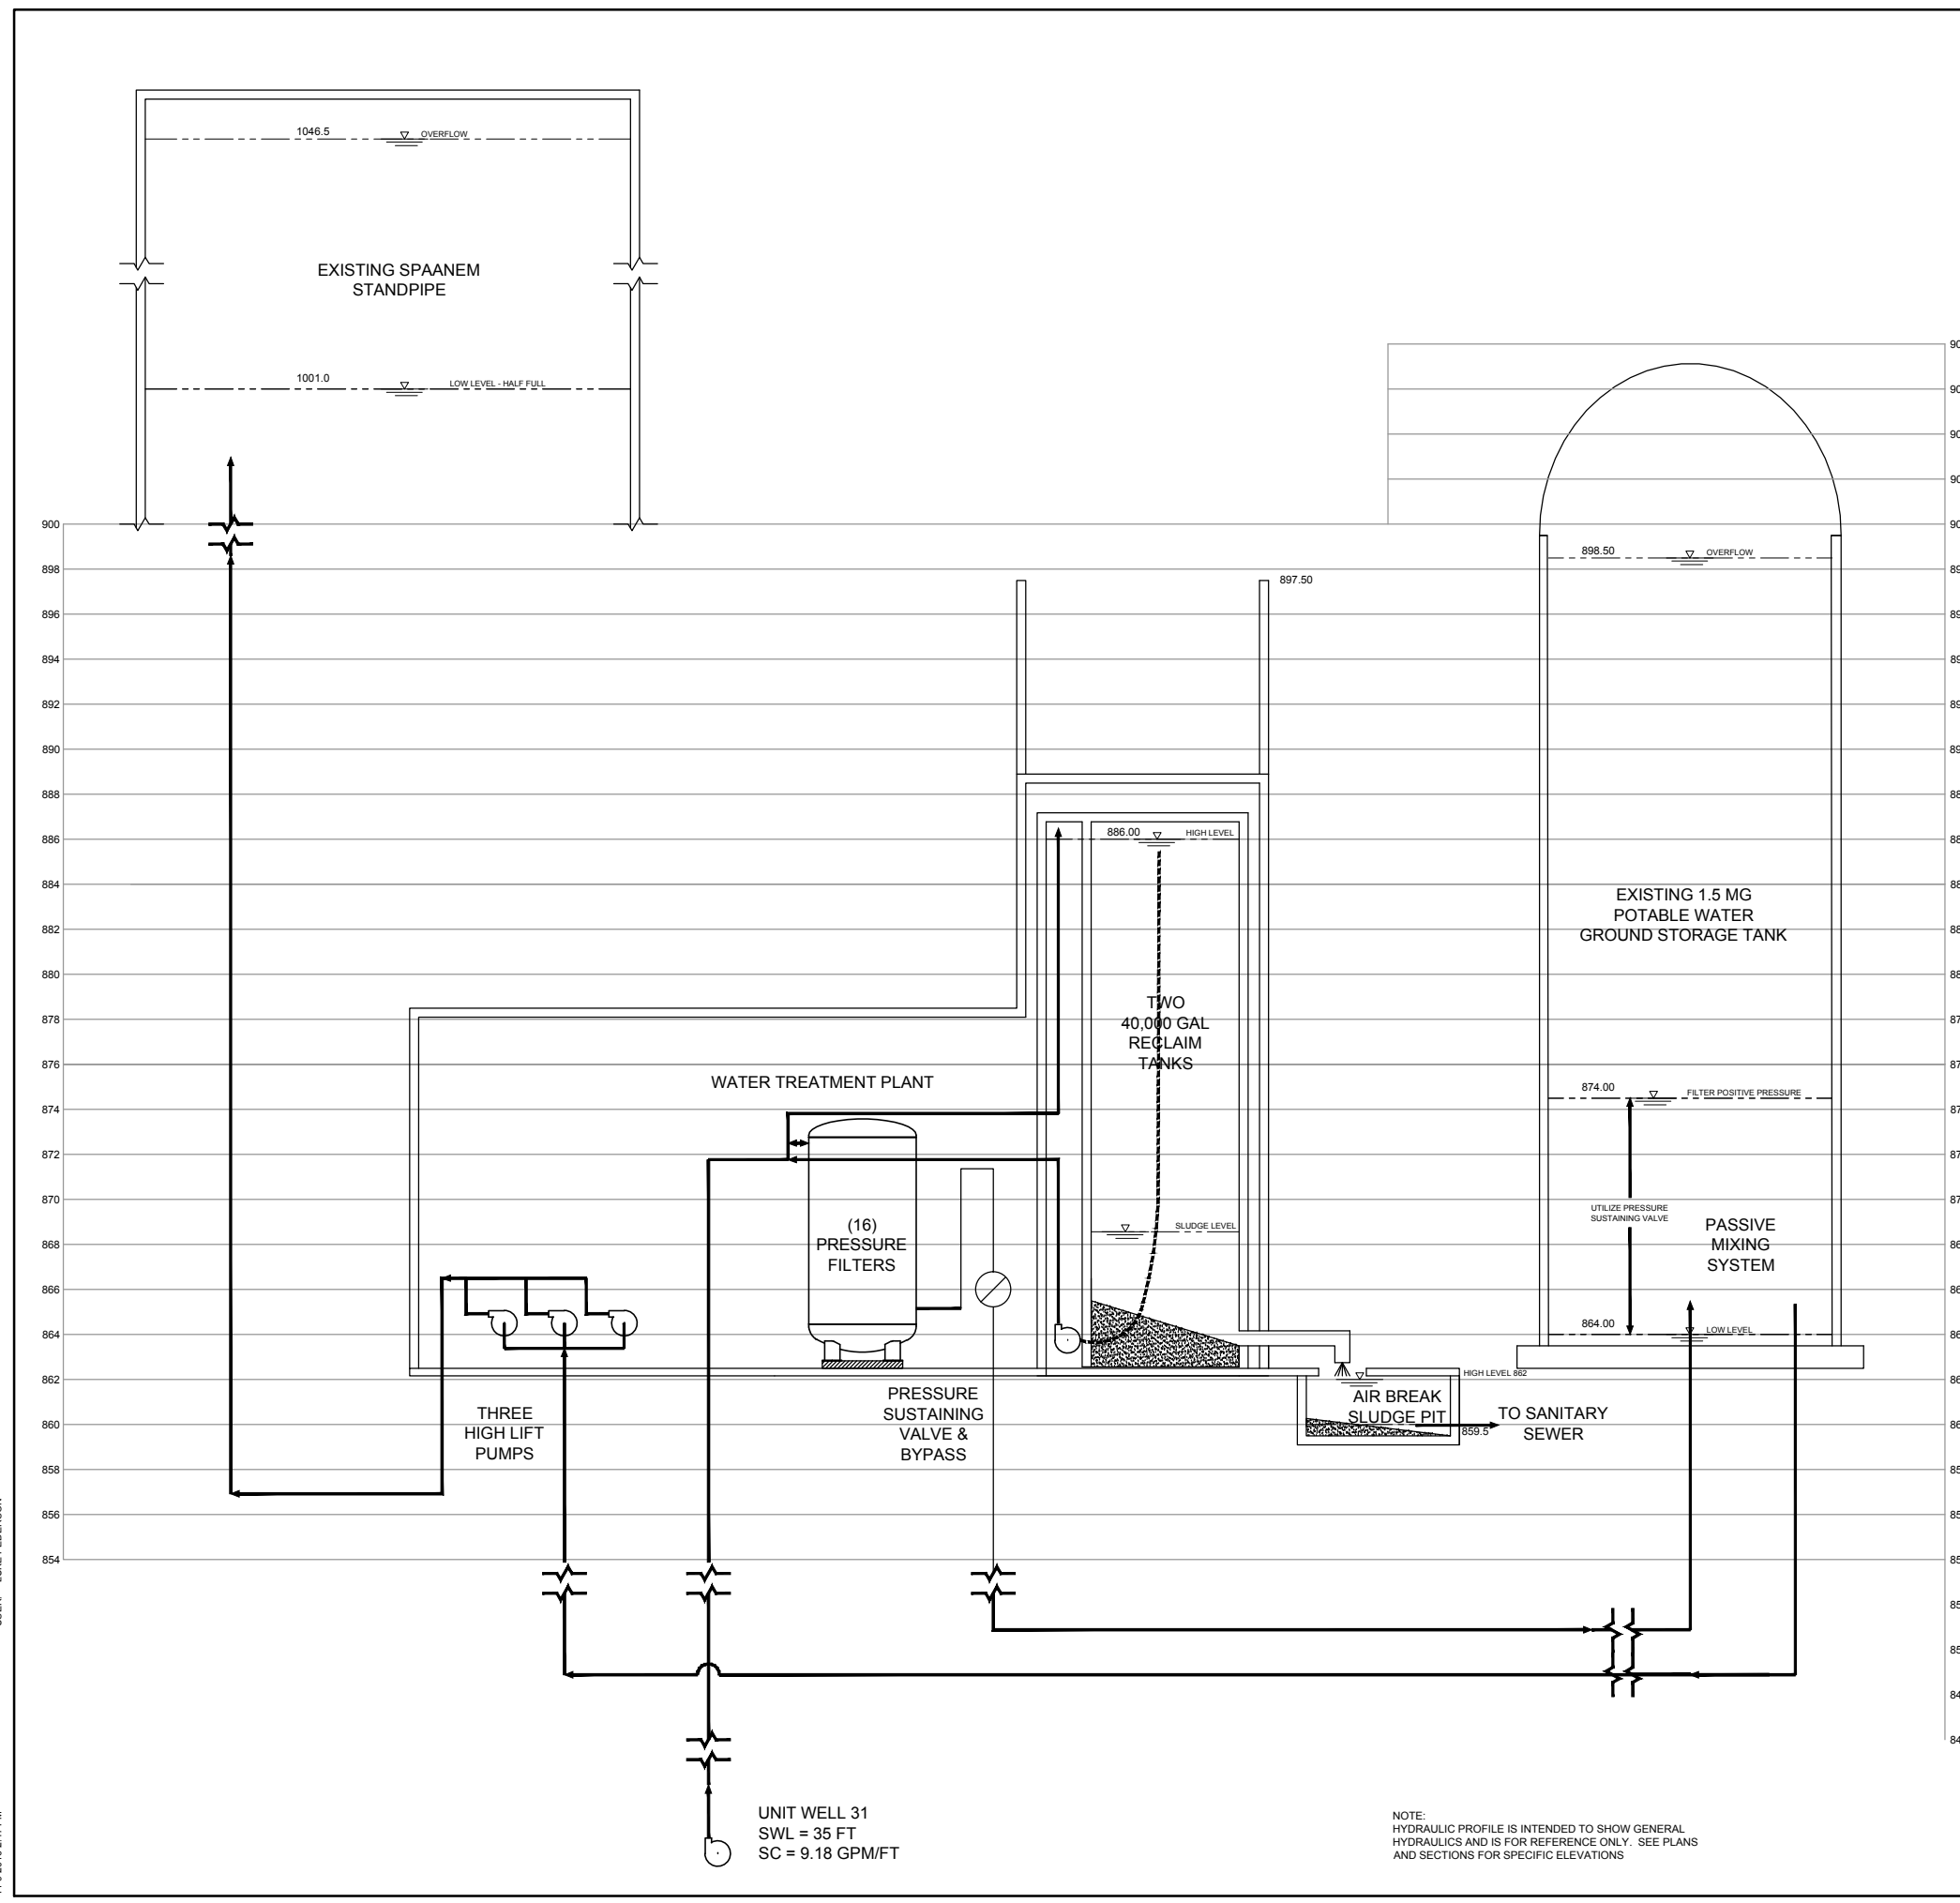 1046.5
OVERFLOW
EXISTING SPAANEM
STANDPIPE
1001.0
LOW LEVEL - HALF FULL
900
898
896
894
892
890
888
886
884
882
880
878
876
874
872
870
868
866
864
862
860
858
856
854
897.50
886.00
HIGH LEVEL
TWO
40,000 GAL
RECLAIM
TANKS
WATER TREATMENT PLANT
(16)
PRESSURE
FILTERS
SLUDGE LEVEL
THREE
HIGH LIFT
PUMPS
PRESSURE
SUSTAINING
VALVE &
BYPASS
HIGH LEVEL 862
AIR BREAK
SLUDGE PIT
859.5
TO SANITARY
SEWER
898.50
OVERFLOW
EXISTING 1.5 MG
POTABLE WATER
GROUND STORAGE TANK
874.00
FILTER POSITIVE PRESSURE
UTILIZE PRESSURE
SUSTAINING VALVE
PASSIVE
MIXING
SYSTEM
864.00
LOW LEVEL
UNIT WELL 31
SWL = 35 FT
SC = 9.18 GPM/FT
NOTE:
HYDRAULIC PROFILE IS INTENDED TO SHOW GENERAL
HYDRAULICS AND IS FOR REFERENCE ONLY. SEE PLANS
AND SECTIONS FOR SPECIFIC ELEVATIONS